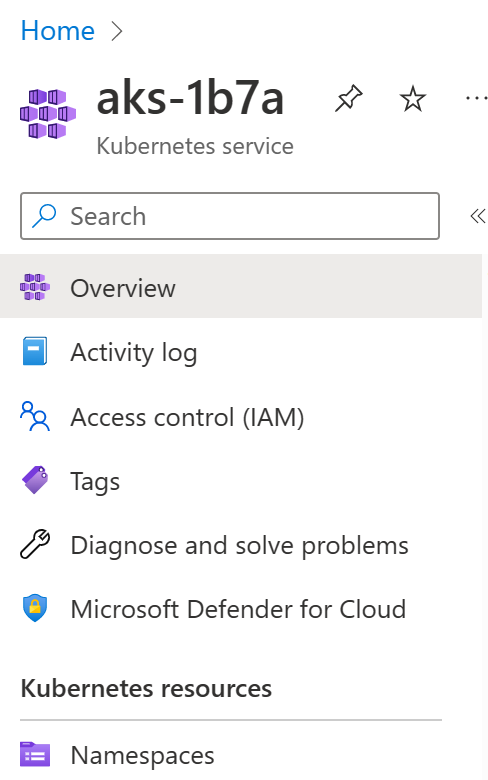 Home
aks-1b7a
Kubernetes service
Search
Overview
Activity log
Access control (IAM)
Tags
Diagnose and solve problems
Microsoft Defender for Cloud
Kubernetes resources
Namespaces